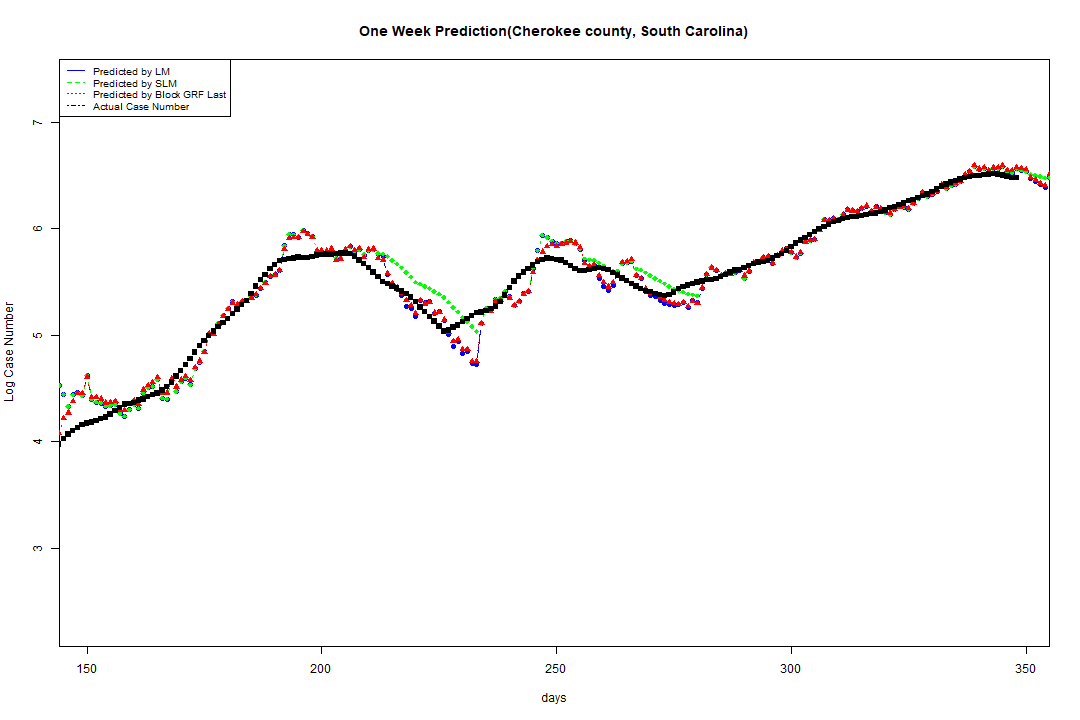 One Week Prediction(Cherokee county, South Carolina)
Predicted by LM
Predicted by SLM
Predicted by Block GRF Last
Actual Case Number
7
6
5
4
3
Log Case Number
150 200 250 300 350
days